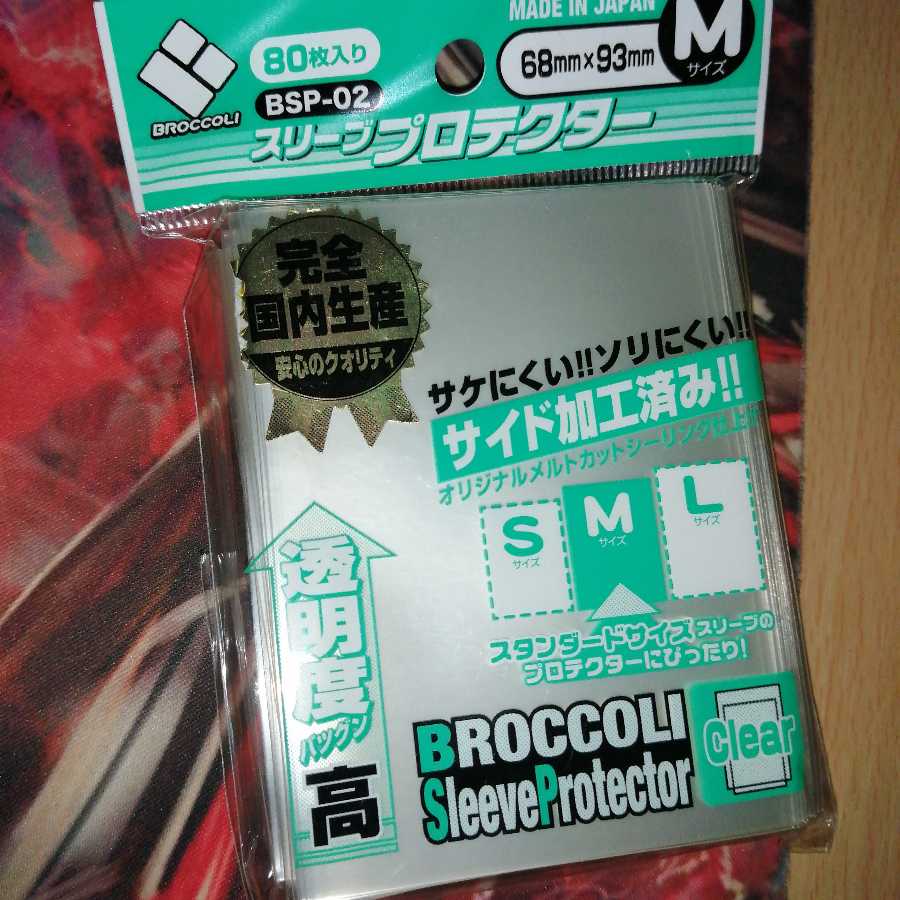 MADE IN JAPAN
80枚入り
68mm×93mm
M
サイズ
BSP-02
BROCCOLI
スリーブプロテクター
完全
国内生産
安心のクオリティ
サケにくい!!ソリにくい!!
サイド加工済み!!
オリジナルメルトカットシーリング仕上
S
サイズ
M
サイズ
L
サイズ
スタンダードサイズスリーブの
プロテクターにぴったり!
透明度
バツグン
高
BROCCOLI
SleeveProtector
Clear